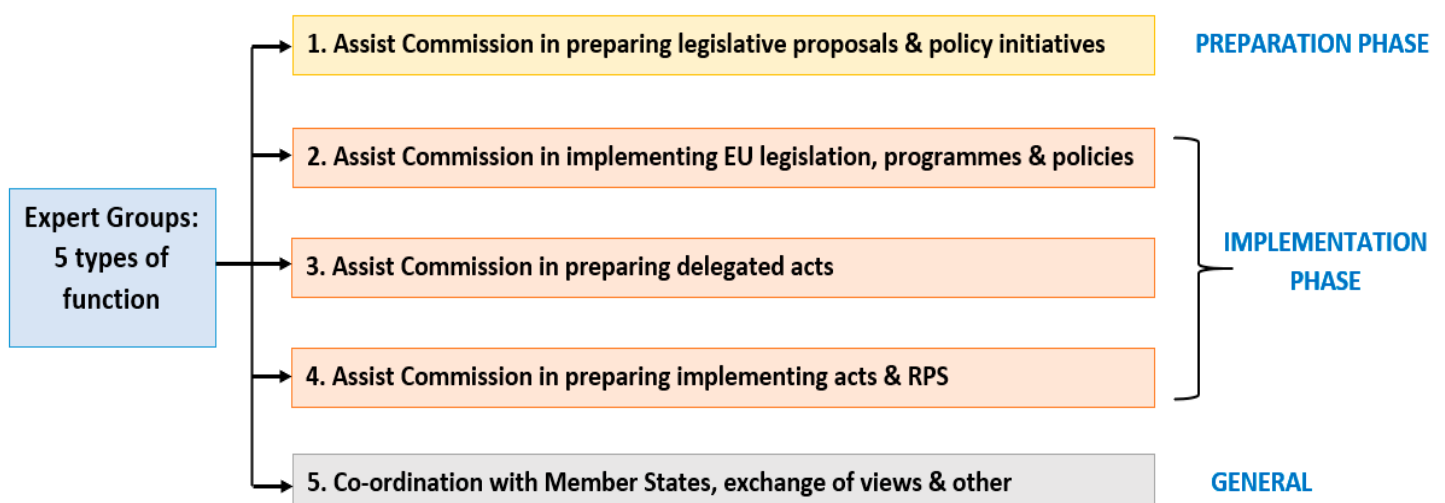 1. Assist Commission in preparing legislative proposals & policy initiatives
PREPARATION PHASE
2. Assist Commission in implementing EU legislation, programmes & policies
Expert Groups:
5 types of
function
3. Assist Commission in preparing delegated acts
IMPLEMENTATION
PHASE
4. Assist Commission in preparing implementing acts & RPS
5. Co-ordination with Member States, exchange of views & other
GENERAL